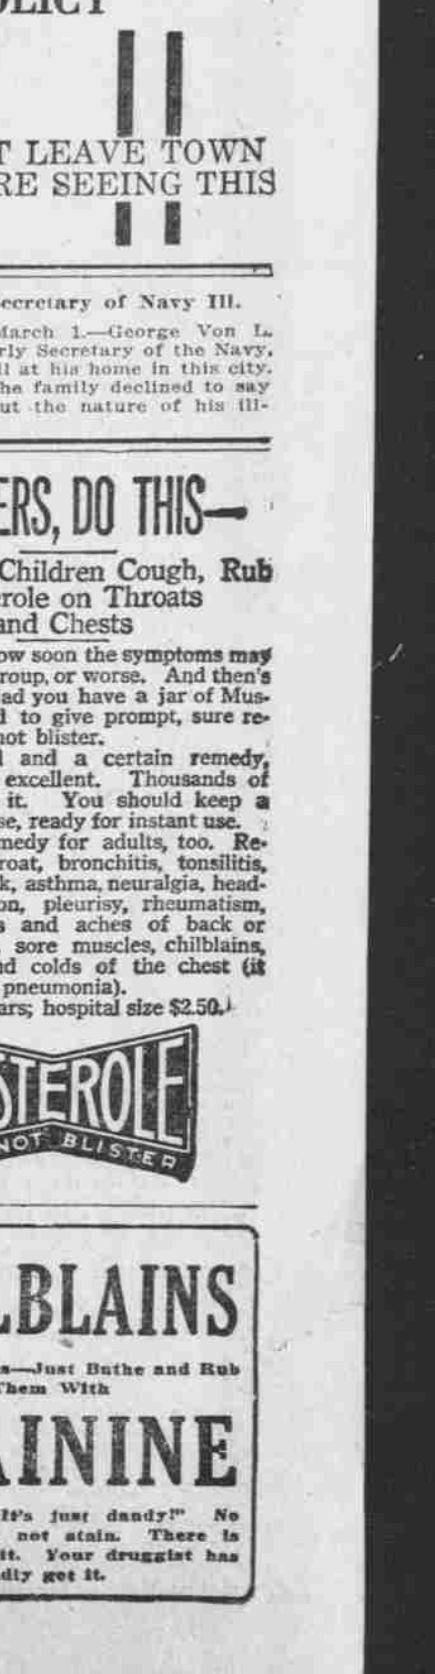 T LEAVE TOWN
RE SEEING THIS
ecretary of Navy Ill.
March 1.—George Von L.
rly Secretary of the Navy,
ll at his home in this city.
he family declined to say
ut the nature of his ill-
ERS, DO THIS—
Children Cough, Rub
role on Throats
and Chests
ow soon the symptoms may
roup, or worse. And then's
ad you have a jar of Mus-
d to give prompt, sure re-
not blister.
l and a certain remedy,
excellent. Thousands of
it. You should keep a
se, ready for instant use.
medy for adults, too. Re-
roat, bronchitis, tonsilitis,
k, asthma, neuralgia, head-
on, pleurisy, rheumatism,
s and aches of back or
sore muscles, chilblains,
nd colds of the chest (it
pneumonia).
ars; hospital size $2.50.
STEROLE
NOT BLISTER
LBLAINS
s—Just Bathe and Rub
Them With
AININE
It's just dandy!" No
not stain. There is
it. Your druggist has
dly get it.